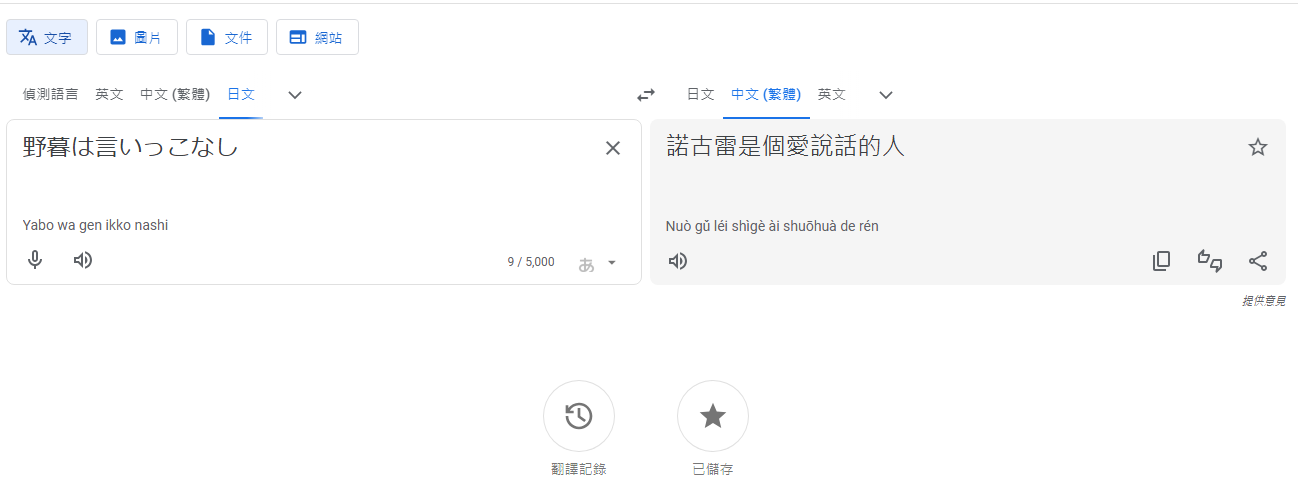 文字 圖片 文件 網站
偵測語言 英文 中文 (繁體) 日文
日文 中文 (繁體) 英文
野暮は言いっこなし
Yabo wa gen ikko nashi
9 / 5,000 あ
諾古雷是個愛說話的人
Nuò gǔ léi shìgè ài shuōhuà de rén
提供意見
翻譯記錄
已儲存